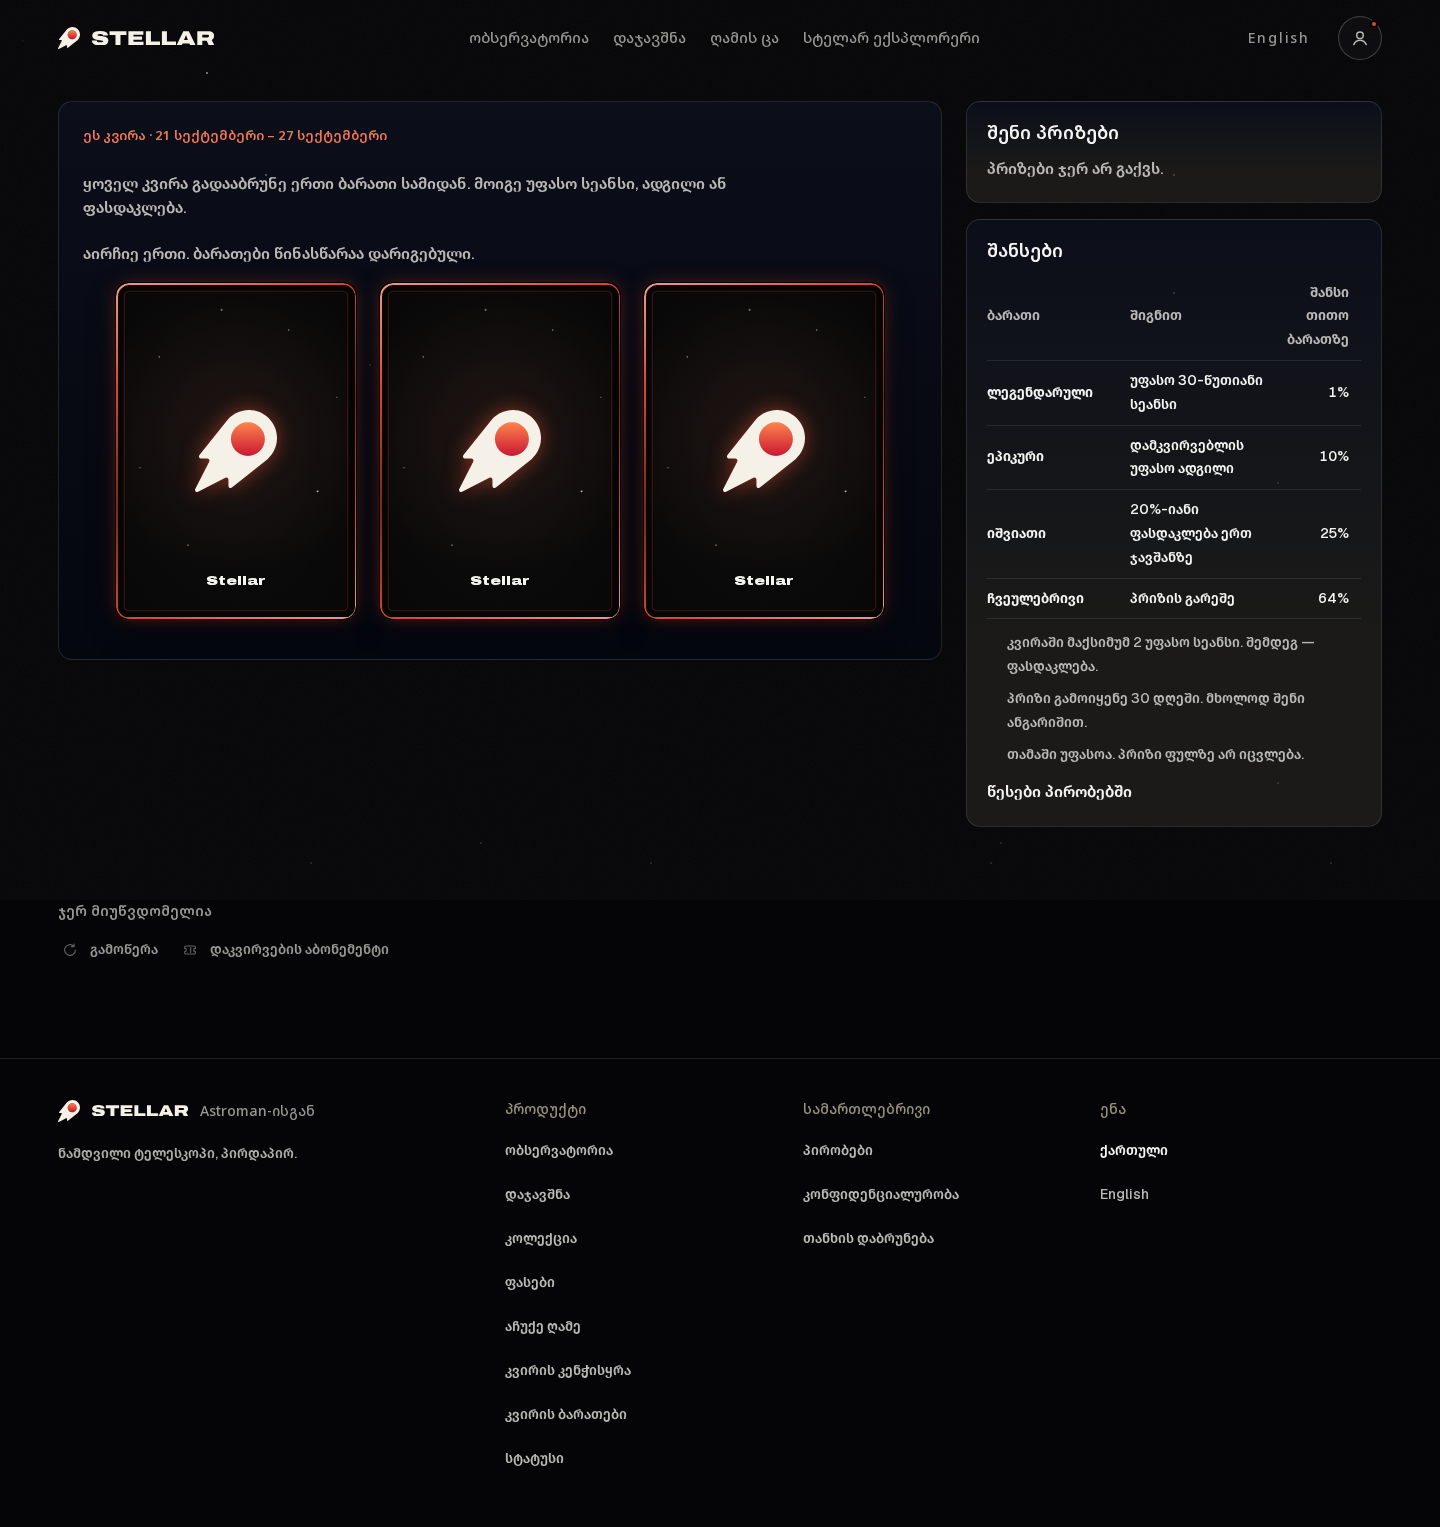 STELLAR
ობსერვატორია
დაჯავშნა
ღამის ცა
სტელარ ექსპლორერი
English
ეს კვირა · 21 სექტემბერი – 27 სექტემბერი
ყოველ კვირა გადააბრუნე ერთი ბარათი სამიდან. მოიგე უფასო სეანსი, ადგილი ან
ფასდაკლება.
აირჩიე ერთი. ბარათები წინასწარაა დარიგებული.
Stellar
Stellar
Stellar
შენი პრიზები
პრიზები ჯერ არ გაქვს.
შანსები
ბარათი
შიგნით
შანსი
თითო
ბარათზე
ლეგენდარული
უფასო 30-წუთიანი
სეანსი
1%
ეპიკური
დამკვირვებლის
უფასო ადგილი
10%
იშვიათი
20%-იანი
ფასდაკლება ერთ
ჯავშანზე
25%
ჩვეულებრივი
პრიზის გარეშე
64%
კვირაში მაქსიმუმ 2 უფასო სეანსი. შემდეგ —
ფასდაკლება.
პრიზი გამოიყენე 30 დღეში. მხოლოდ შენი
ანგარიშით.
თამაში უფასოა. პრიზი ფულზე არ იცვლება.
წესები პირობებში
ჯერ მიუწვდომელია
გამოწერა
დაკვირვების აბონემენტი
STELLAR Astroman-ისგან
ნამდვილი ტელესკოპი, პირდაპირ.
პროდუქტი
ობსერვატორია
დაჯავშნა
კოლექცია
ფასები
აჩუქე ღამე
კვირის კენჭისყრა
კვირის ბარათები
სტატუსი
სამართლებრივი
პირობები
კონფიდენციალურობა
თანხის დაბრუნება
ენა
ქართული
English